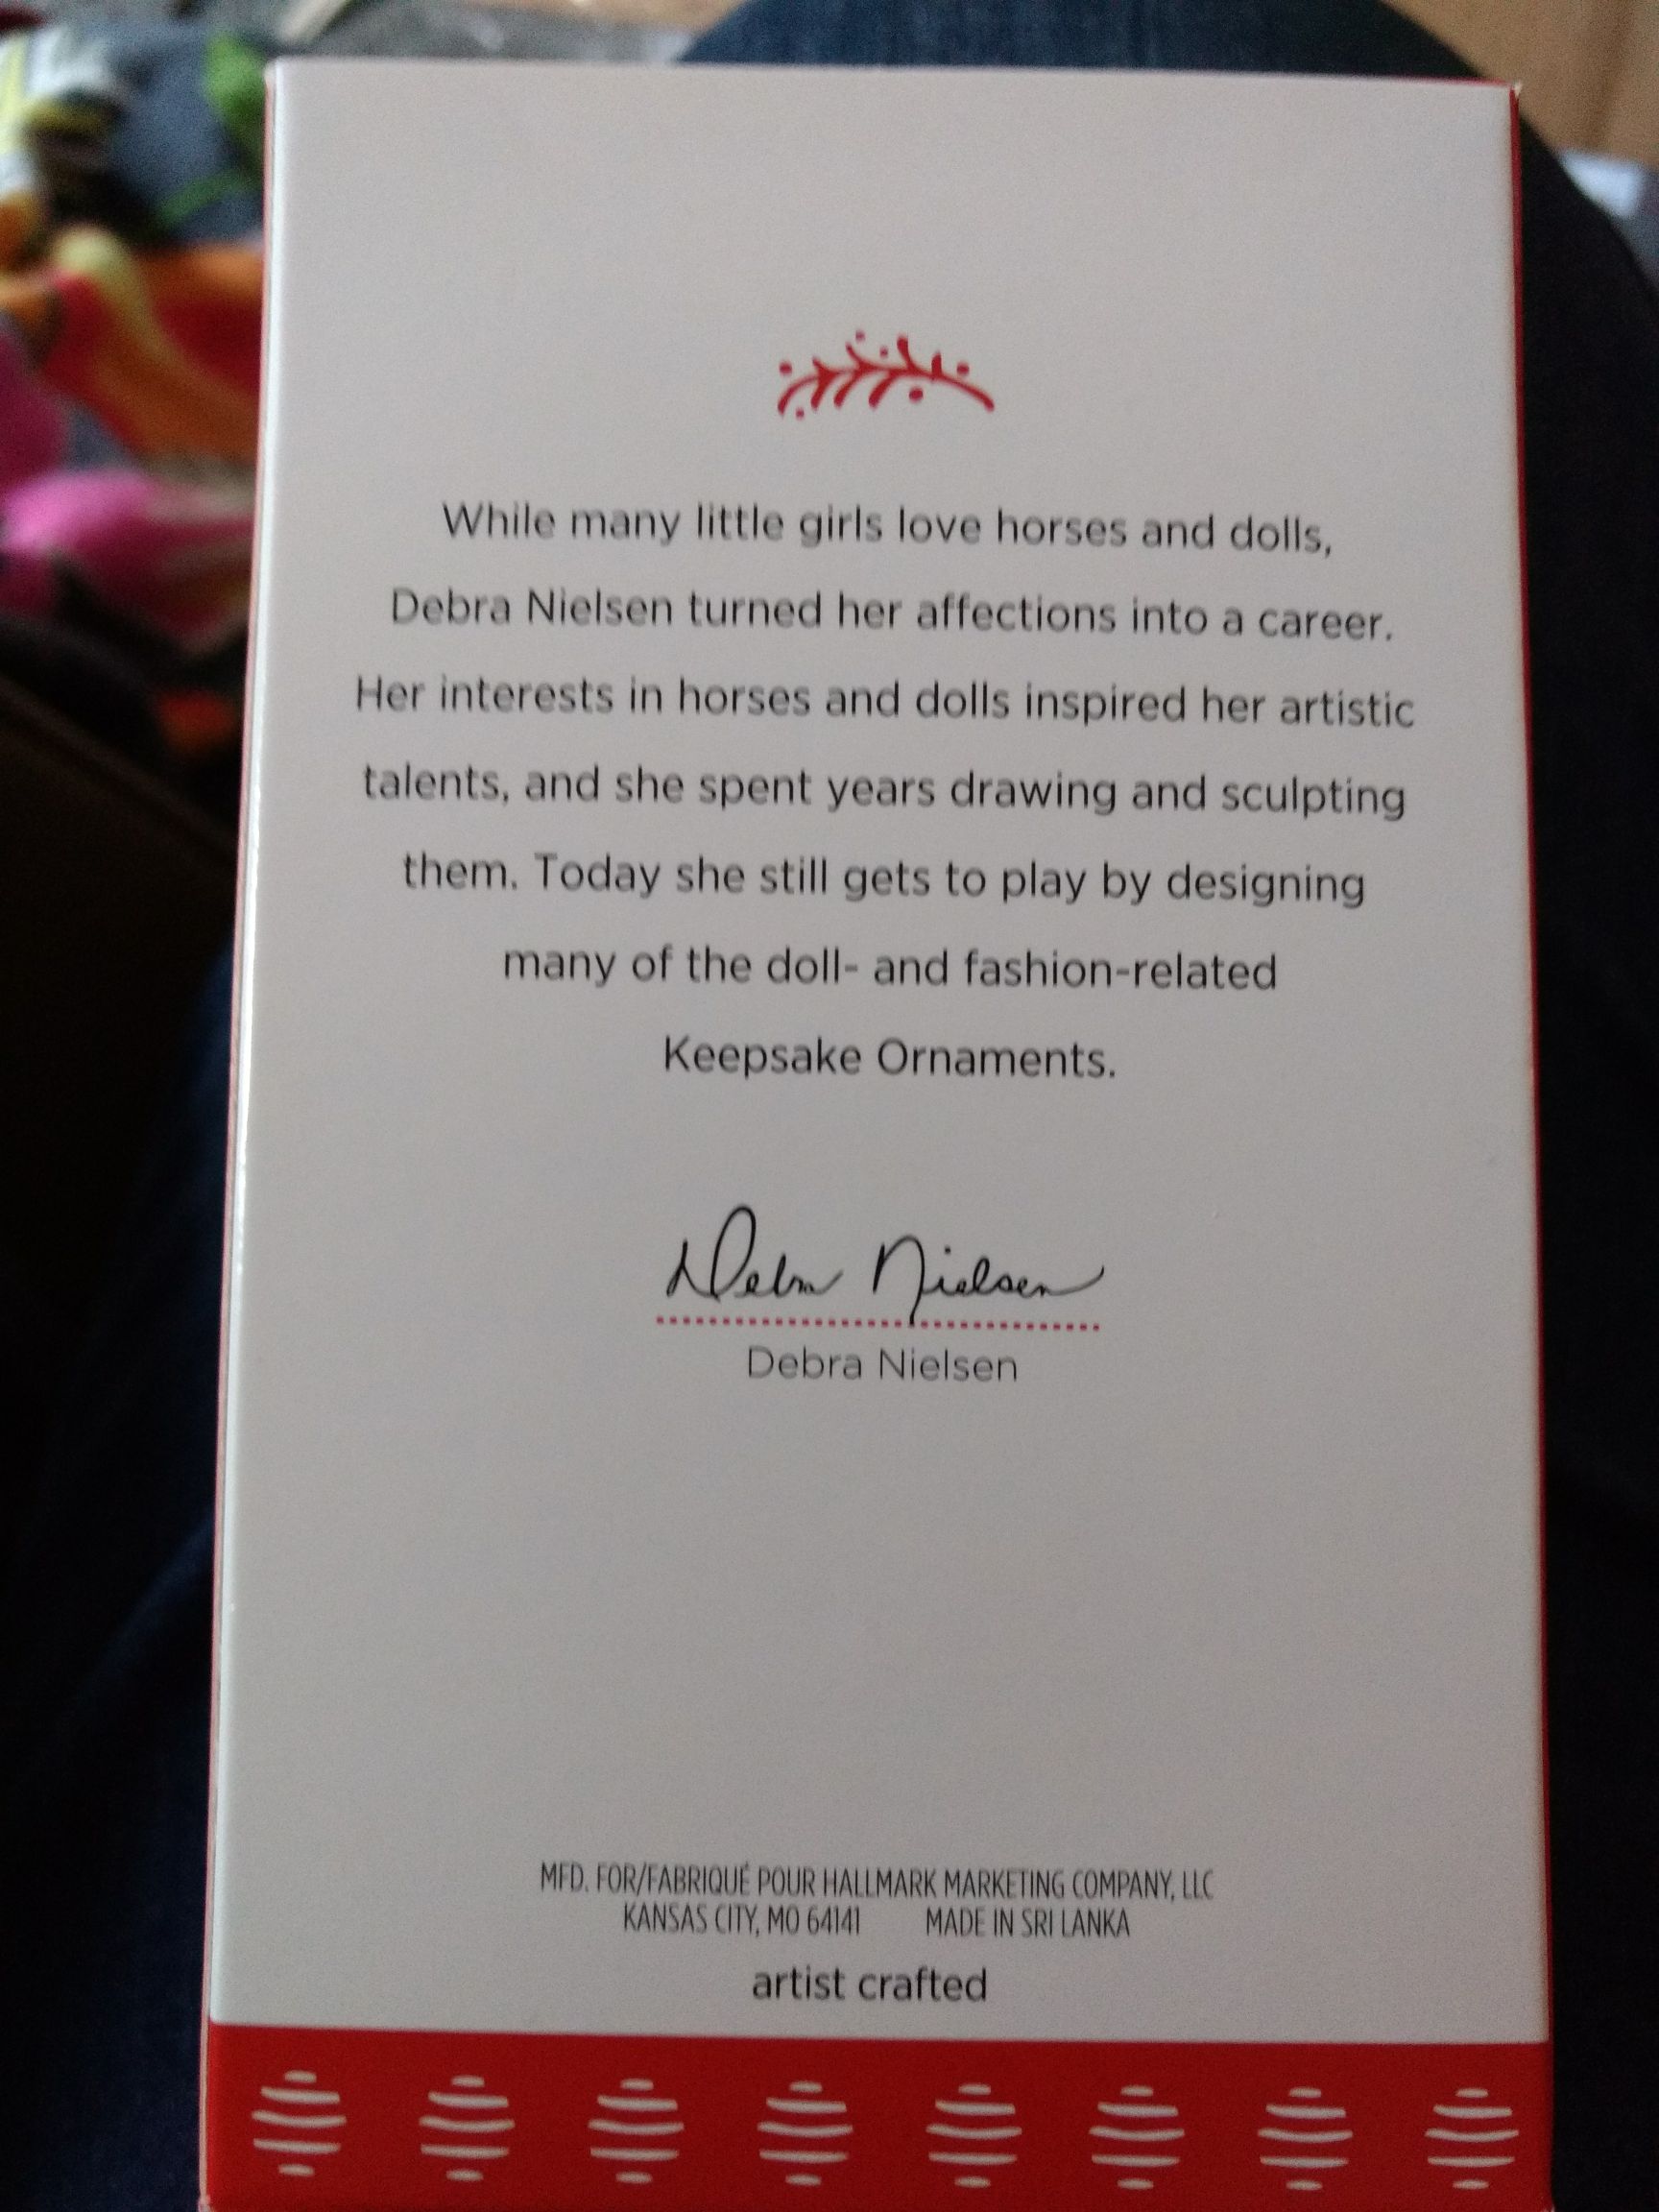 While many little girls love horses and dolls,
Debra Nielsen turned her affections into a career.
Her interests in horses and dolls inspired her artistic
talents, and she spent years drawing and sculpting
them. Today she still gets to play by designing
many of the doll- and fashion-related
Keepsake Ornaments.
Debra Nielsen
Debra Nielsen
MFD. FOR/FABRIQUÉ POUR HALLMARK MARKETING COMPANY, LLC
KANSAS CITY, MO 64141 MADE IN SRI LANKA
artist crafted